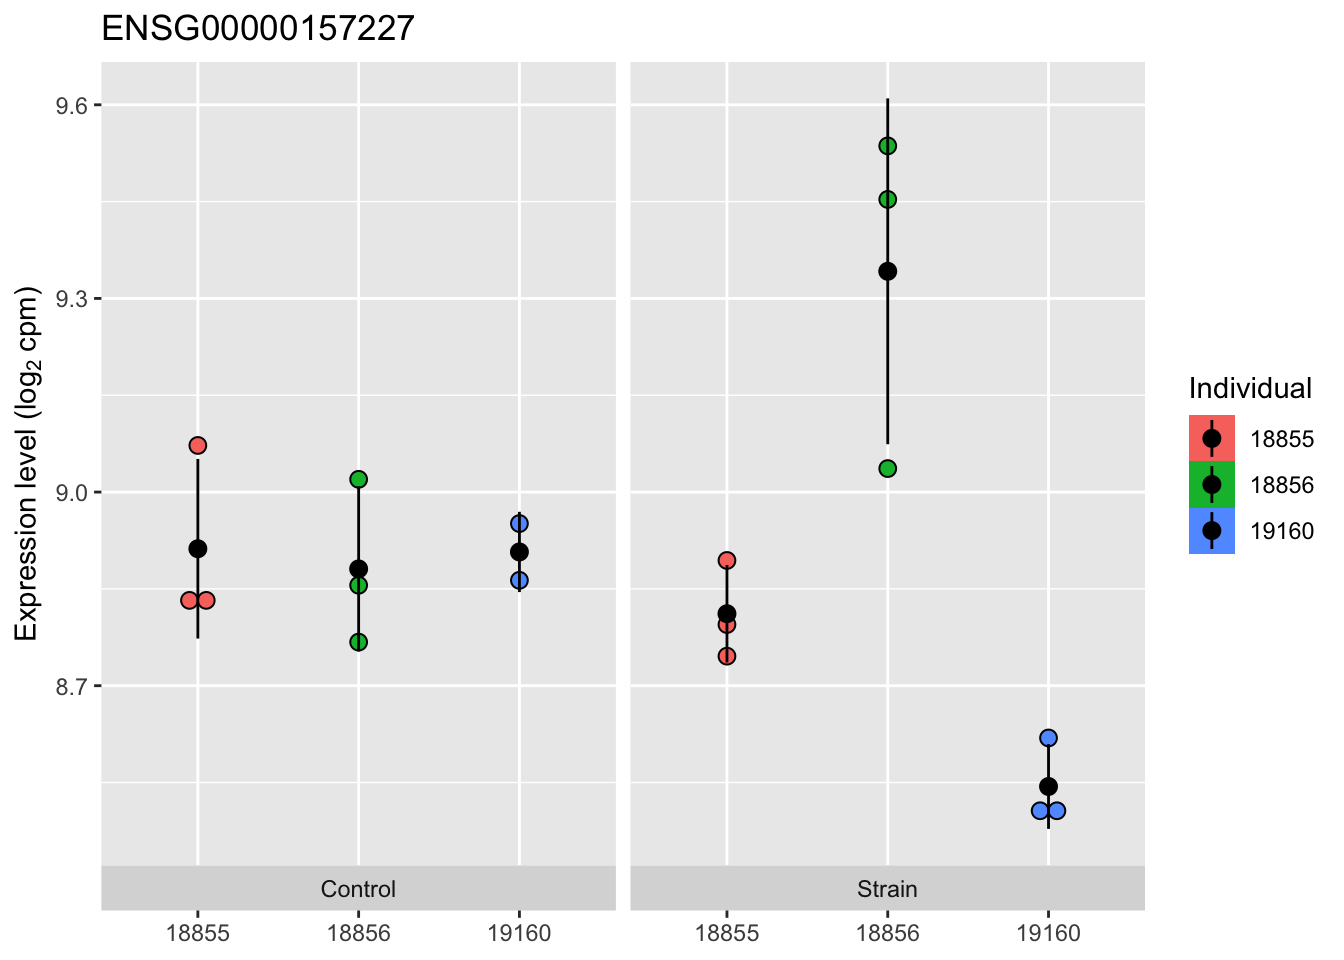 ENSG00000157227
Expression level (log₂ cpm)
9.6
9.3
9.0
8.7
Control
Strain
18855
18856
19160
18855
18856
19160
Individual
18855
18856
19160